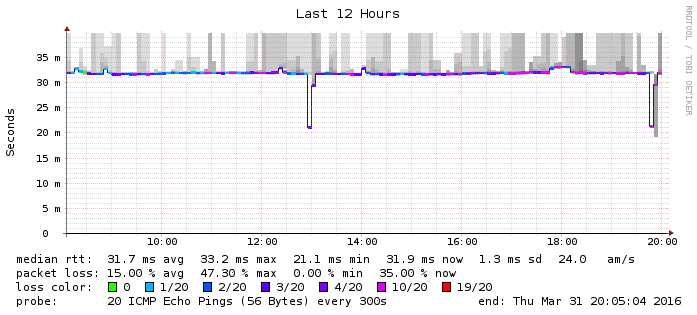 Last 12 Hours
RRDTOOL / TOBI OETIKER
Seconds
35 m
30 m
25 m
20 m
15 m
10 m
5 m
0
10:00 12:00 14:00 16:00 18:00 20:00
median rtt: 31.7 ms avg 33.2 ms max 21.1 ms min 31.9 ms now 1.3 ms sd 24.0 am/s
packet loss: 15.00 % avg 47.30 % max 0.00 % min 35.00 % now
loss color: 0 1/20 2/20 3/20 4/20 10/20 19/20
probe: 20 ICMP Echo Pings (56 Bytes) every 300s end: Thu Mar 31 20:05:04 2016